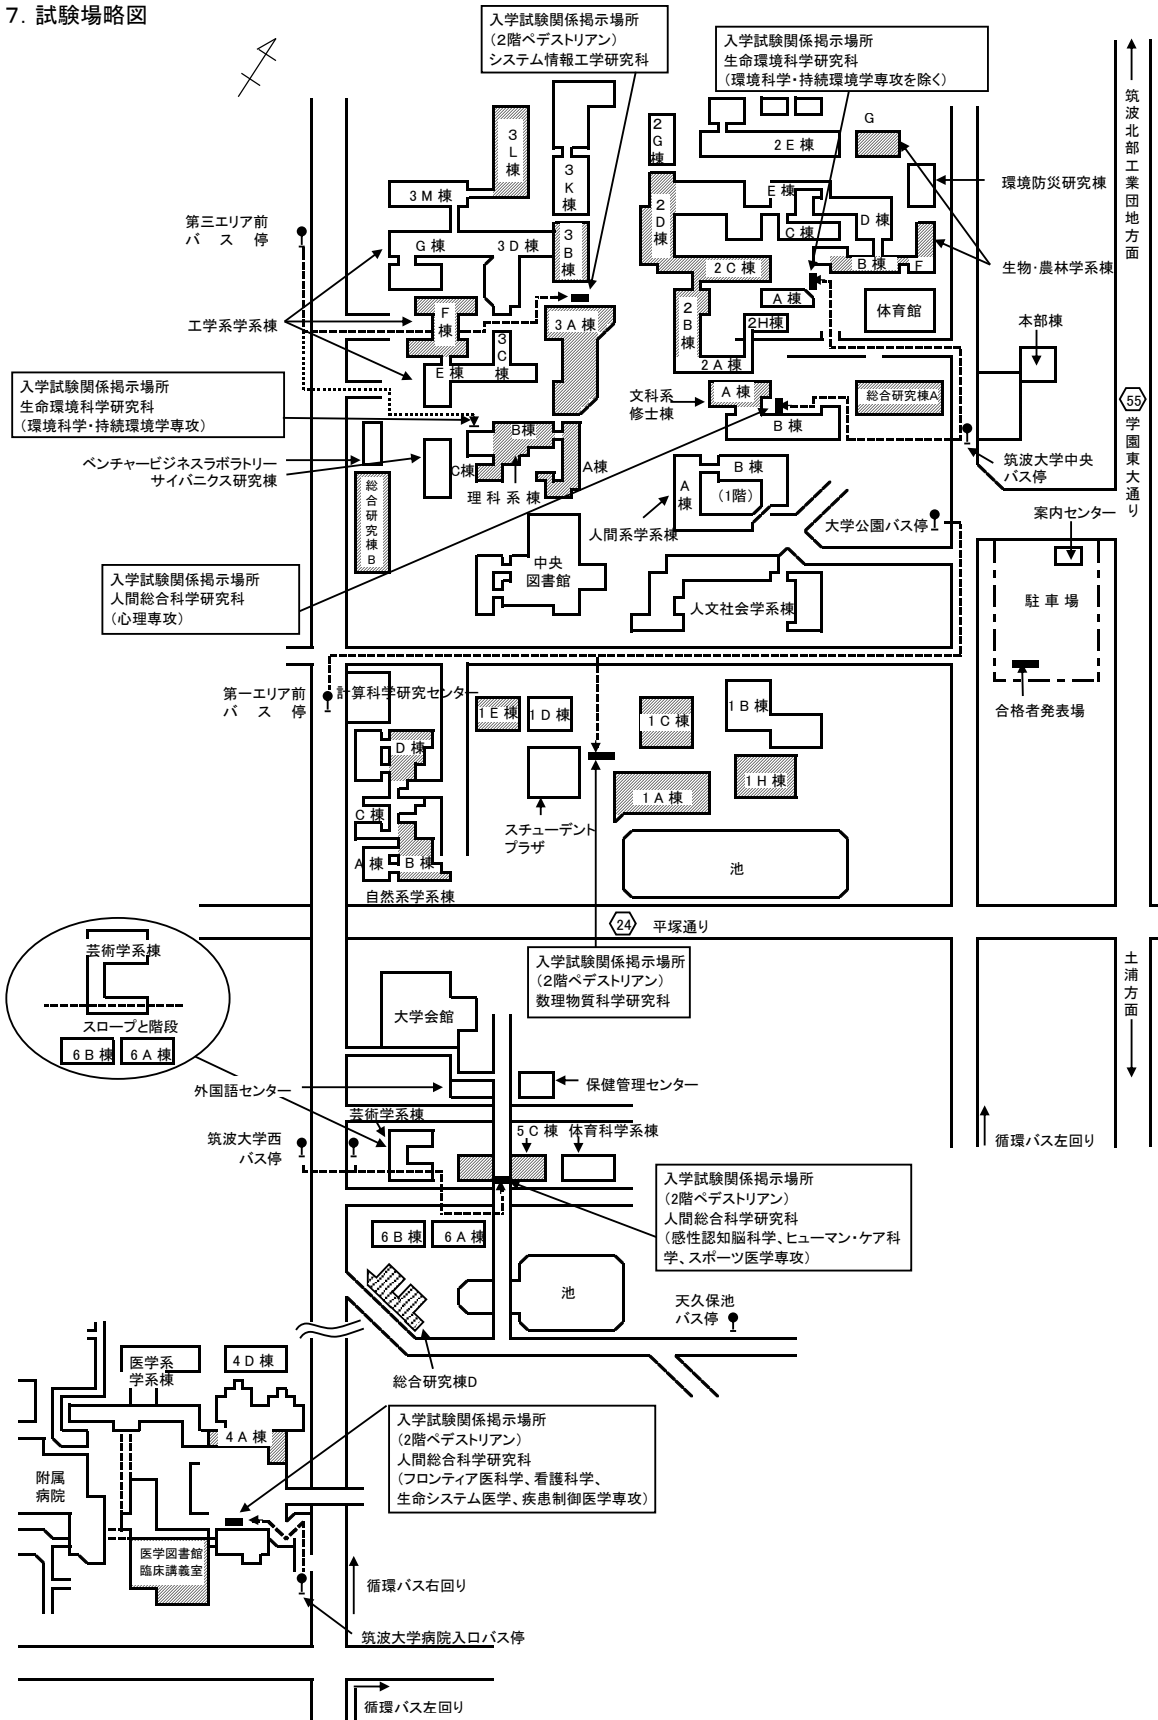 7. 試験場略図
入学試験関係掲示場所
(2階ペデストリアン)
システム情報工学研究科
入学試験関係掲示場所
生命環境科学研究科
(環境科学・持続環境学専攻を除く)
筑波北部工業団地方面
3L棟
2G棟
G
2E棟
3K棟
3M棟
環境防災研究棟
第三エリア前
バス停
2D棟
E棟
D棟
C棟
G棟
3D棟
3B棟
2C棟
B棟
F
生物・農林学系棟
工学系学系棟
F棟
3A棟
2B棟
A棟
体育館
2H棟
本部棟
3C棟
E棟
2A棟
入学試験関係掲示場所
生命環境科学研究科
(環境科学・持続環境学専攻)
文科系
修士棟
A棟
総合研究棟A
B棟
55
学園東大通り
B棟
筑波大学中央
バス停
ベンチャービジネスラボラトリー
サイバニクス研究棟
C棟
A棟
理科系棟
総合研究棟B
B棟
A棟
(1階)
人間系学系棟
大学公園バス停
案内センター
入学試験関係掲示場所
人間総合科学研究科
(心理専攻)
中央
図書館
人文社会学系棟
駐車場
第一エリア前
バス停
計算科学研究センター
1E棟
1D棟
1C棟
1B棟
合格者発表場
D棟
1H棟
1A棟
C棟
スチューデント
プラザ
A棟
B棟
池
自然系学系棟
24
平塚通り
芸術学系棟
スロープと階段
6B棟
6A棟
入学試験関係掲示場所
(2階ペデストリアン)
数理物質科学研究科
土浦方面
大学会館
外国語センター
保健管理センター
芸術学系棟
5C棟
体育科学系棟
筑波大学西
バス停
循環バス左回り
入学試験関係掲示場所
(2階ペデストリアン)
人間総合科学研究科
(感性認知脳科学、ヒューマン・ケア科
学、スポーツ医学専攻)
6B棟
6A棟
池
天久保池
バス停
医学系
学系棟
4D棟
総合研究棟D
4A棟
入学試験関係掲示場所
(2階ペデストリアン)
人間総合科学研究科
(フロンティア医科学、看護科学、
生命システム医学、疾患制御医学専攻)
附属
病院
医学図書館
臨床講義室
循環バス右回り
筑波大学病院入口バス停
循環バス左回り